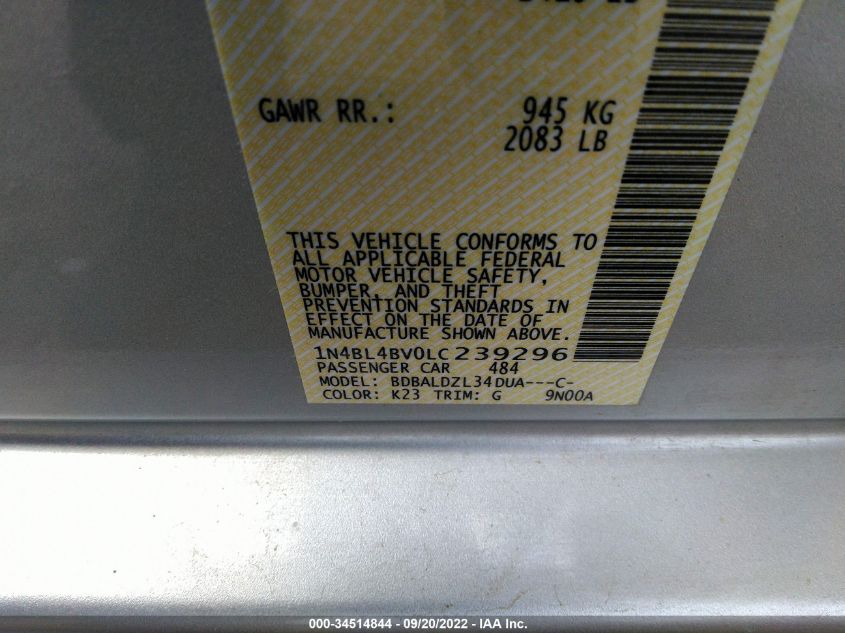 GAWR RR.: 945 KG
2083 LB
THIS VEHICLE CONFORMS TO
ALL APPLICABLE FEDERAL
MOTOR VEHICLE SAFETY,
BUMPER, AND THEFT
PREVENTION STANDARDS IN
EFFECT ON THE DATE OF
MANUFACTURE SHOWN ABOVE.
1N4BL4BV0LC239296
PASSENGER CAR 484
MODEL: BDBALDZL34DUA---C-
COLOR: K23 TRIM: G 9N00A
000-34514844 - 09/20/2022 - IAA Inc.